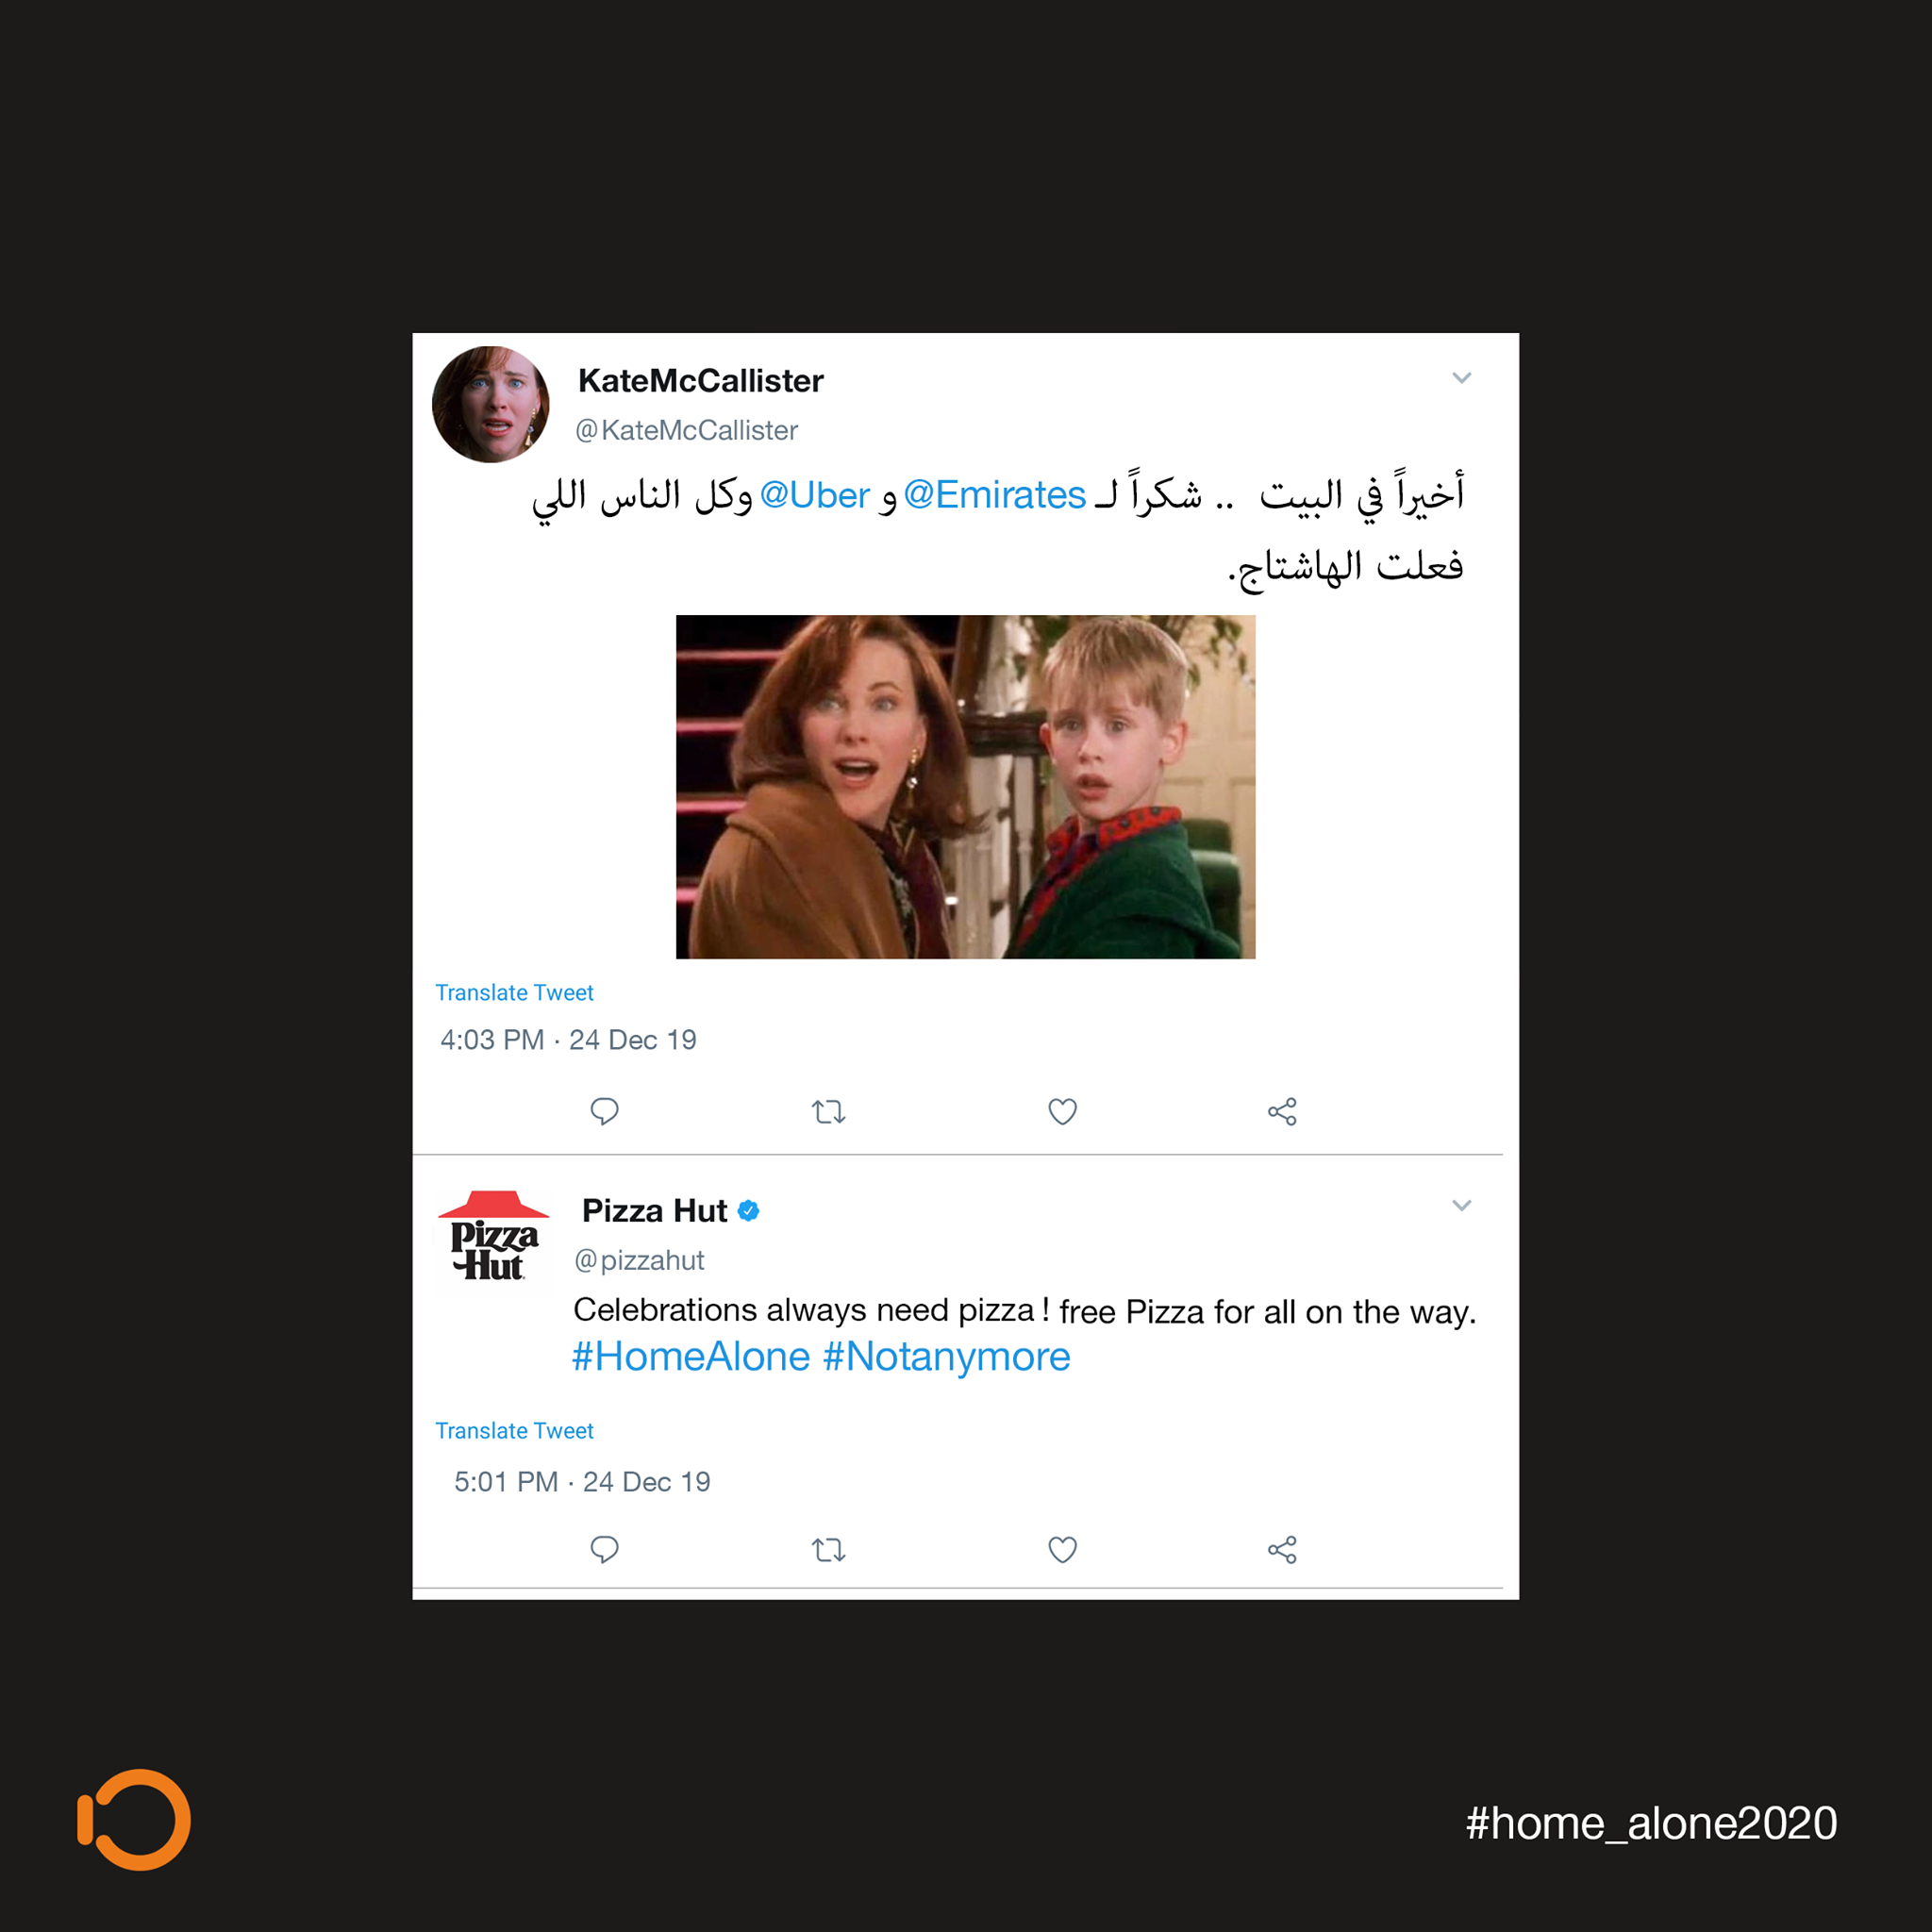 KateMcCallister
@KateMcCallister
أخيراً في البيت .. شكراً لـ @Emirates و @Uber وكل الناس اللي
فعلت الهاشتاج.
Translate Tweet
4:03 PM · 24 Dec 19
Pizza Hut
Pizza Hut
@pizzahut
Celebrations always need pizza! free Pizza for all on the way.
#HomeAlone #Notanymore
Translate Tweet
5:01 PM · 24 Dec 19
#home_alone2020